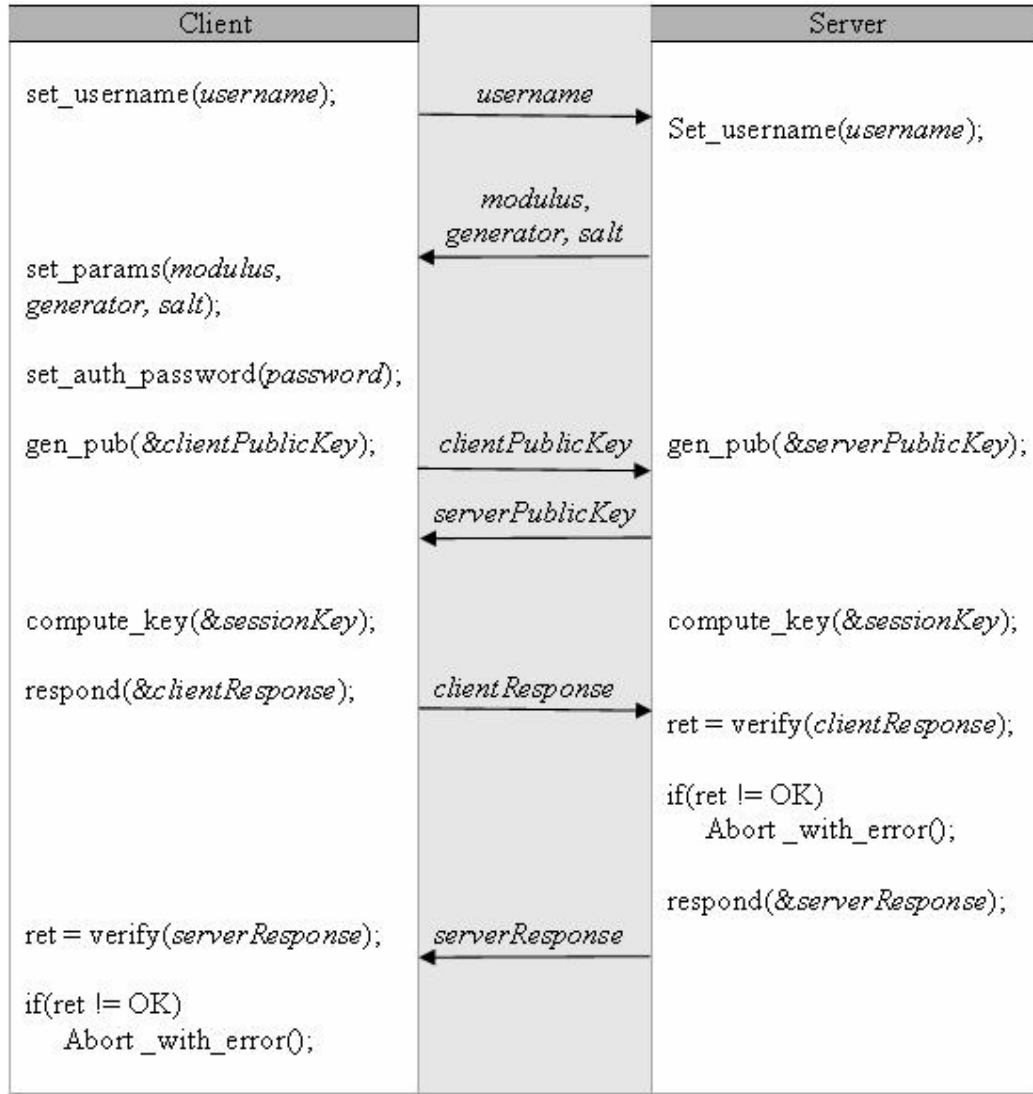 Client
Server
set_username(username);
username
Set_username(username);
modulus,
generator, salt
set_params(modulus,
generator, salt);
set_auth_password(password);
gen_pub(&clientPublicKey);
clientPublicKey
gen_pub(&serverPublicKey);
serverPublicKey
compute_key(&sessionKey);
compute_key(&sessionKey);
respond(&clientResponse);
clientResponse
ret = verify(clientResponse);
if(ret != OK)
Abort _with_error();
respond(&serverResponse);
ret = verify(serverResponse);
serverResponse
if(ret != OK)
Abort _with_error();